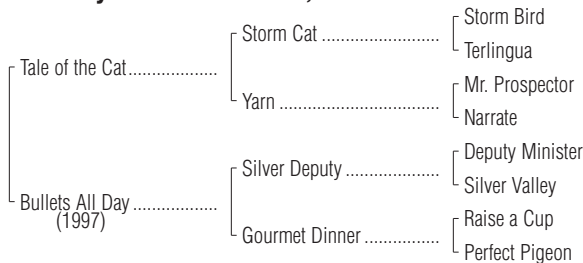 Storm Bird
Storm Cat ........................
Terlingua
Tale of the Cat..................
Mr. Prospector
Yarn .................................
Narrate
Deputy Minister
Silver Deputy ...................
Silver Valley
Bullets All Day .................
(1997)
Raise a Cup
Gourmet Dinner ...............
Perfect Pigeon